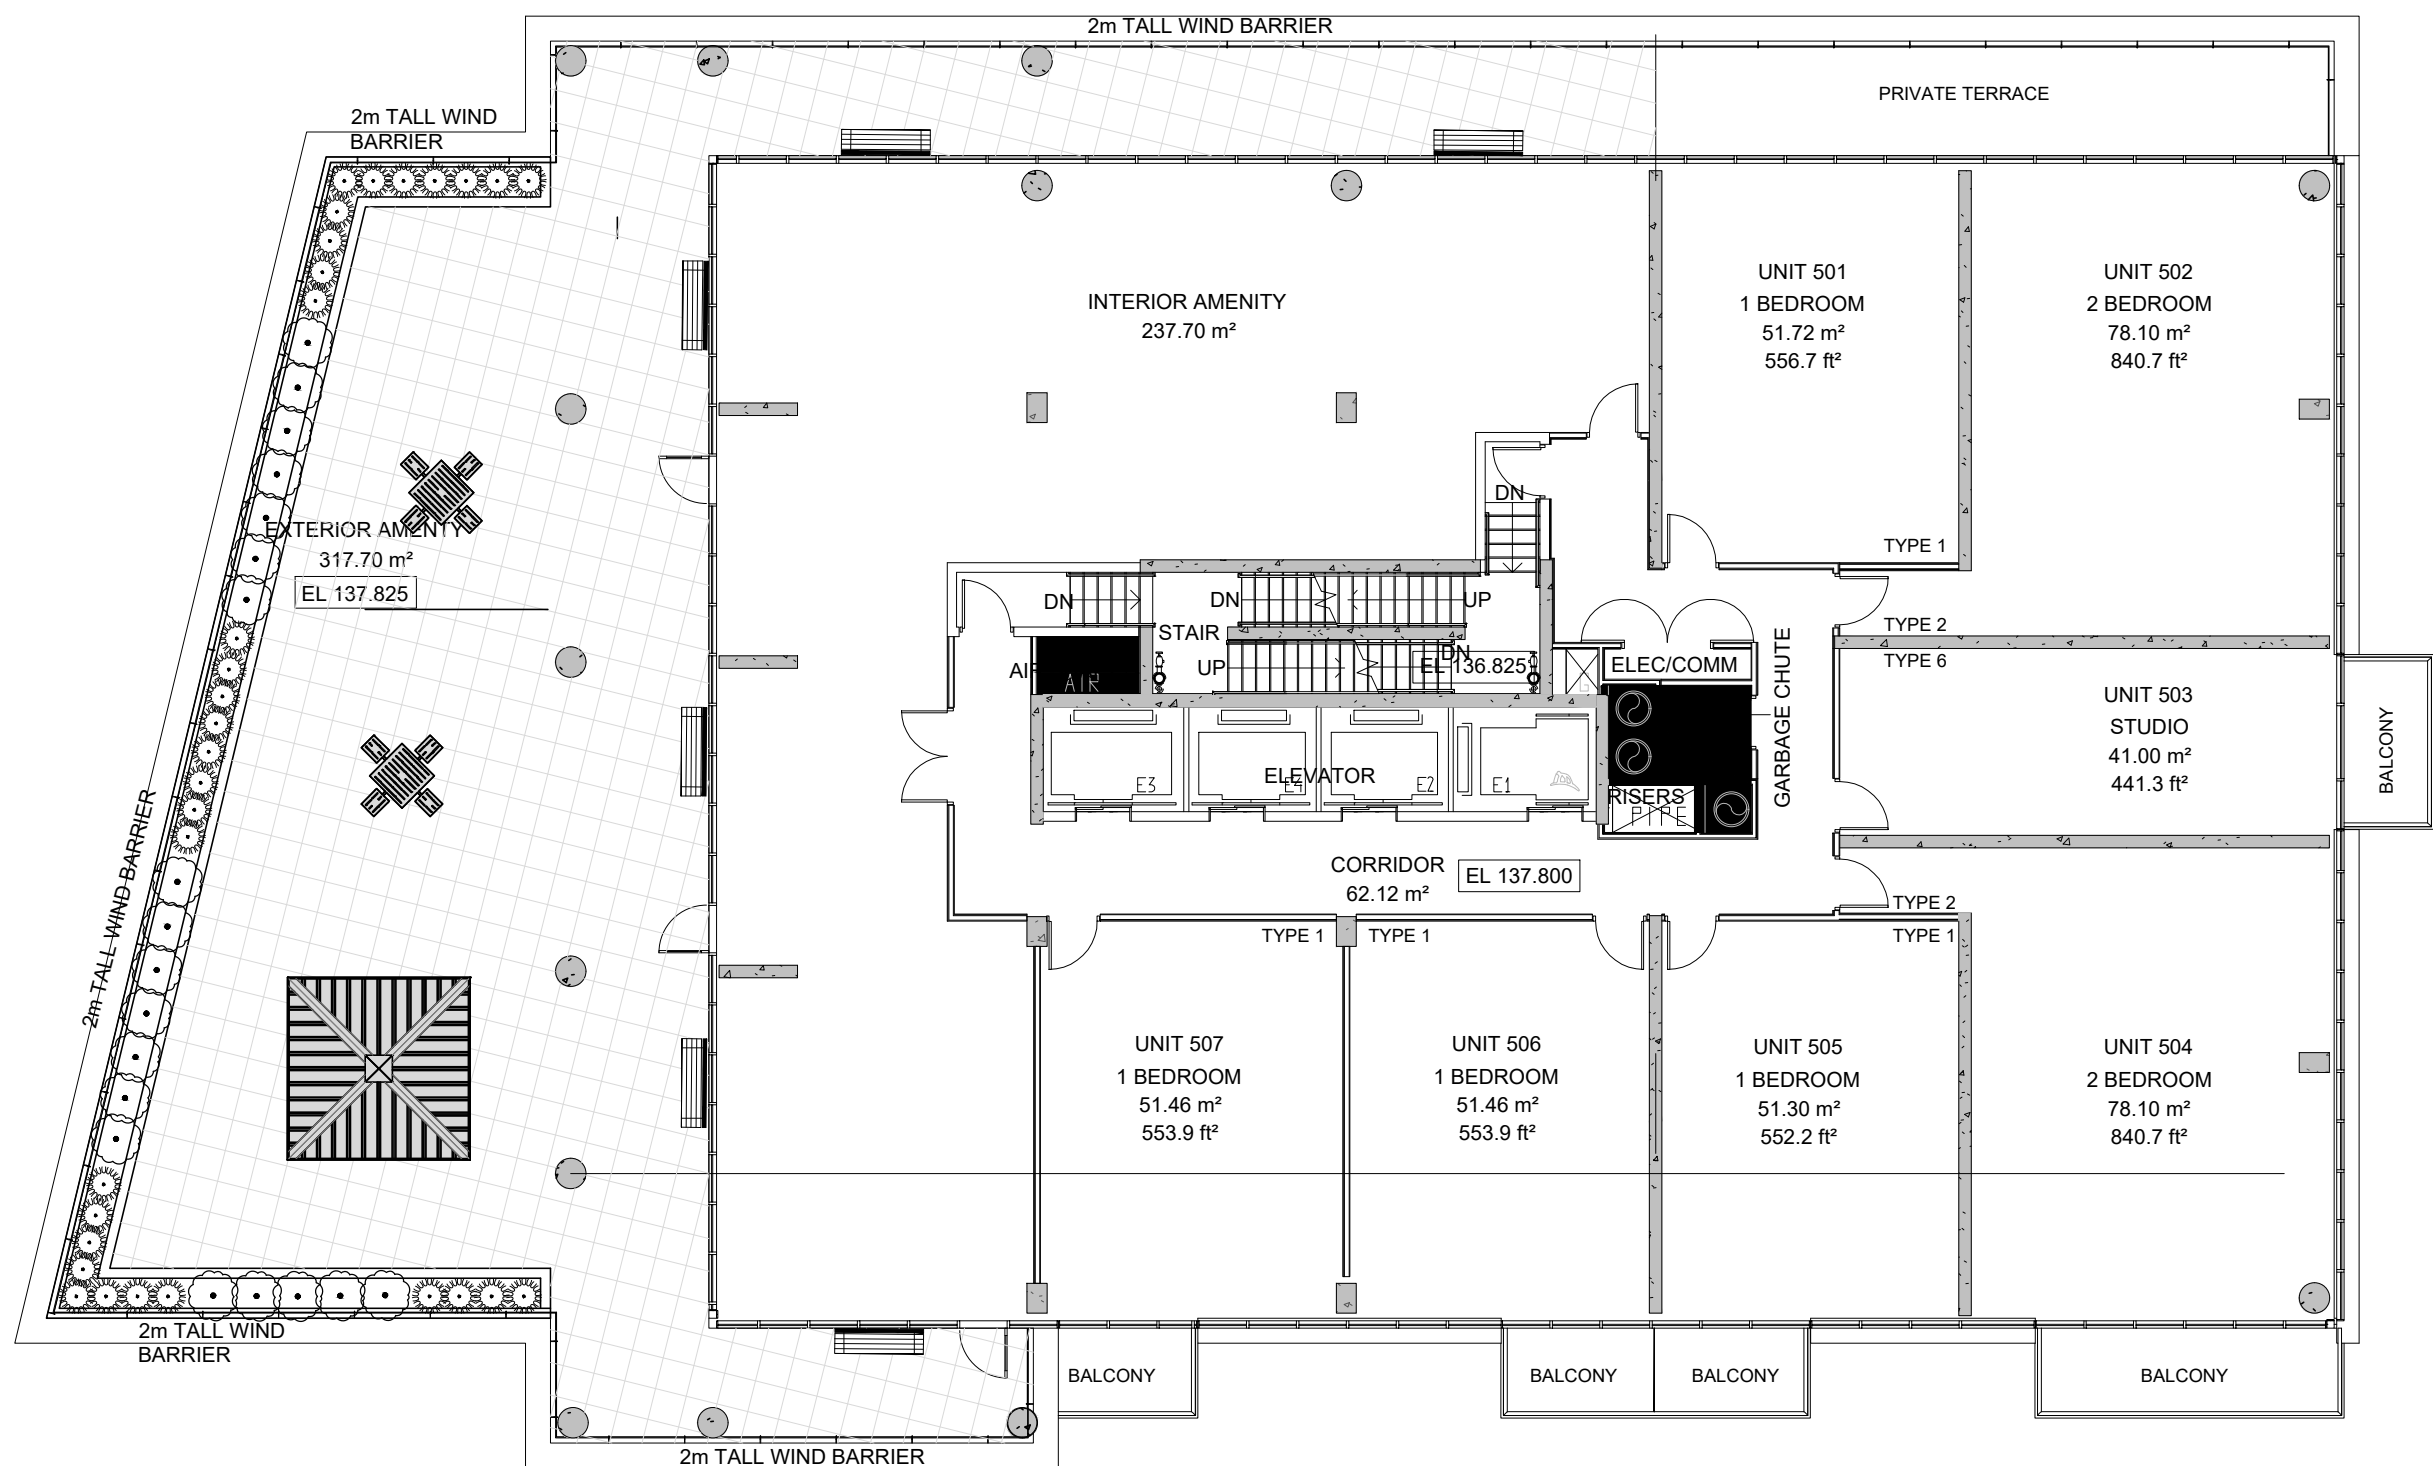 2m TALL WIND BARRIER
PRIVATE TERRACE
2m TALL WIND
BARRIER
UNIT 501
1 BEDROOM
51.72 m²
556.7 ft²
UNIT 502
2 BEDROOM
78.10 m²
840.7 ft²
INTERIOR AMENITY
237.70 m²
DN
EXTERIOR AMENTY
317.70 m²
EL 137.825
TYPE 1
DN
DN
UP
STAIR
TYPE 2
UP
DN
EL 136.825
ELEC/COMM
TYPE 6
AIR
AIR
G
GARBAGE CHUTE
UNIT 503
STUDIO
41.00 m²
441.3 ft²
BALCONY
ELEVATOR
E3
E4
E2
E1
RISERS
PIPE
2m TALL WIND BARRIER
CORRIDOR
62.12 m²
EL 137.800
TYPE 2
TYPE 1
TYPE 1
TYPE 1
UNIT 507
1 BEDROOM
51.46 m²
553.9 ft²
UNIT 506
1 BEDROOM
51.46 m²
553.9 ft²
UNIT 505
1 BEDROOM
51.30 m²
552.2 ft²
UNIT 504
2 BEDROOM
78.10 m²
840.7 ft²
2m TALL WIND
BARRIER
BALCONY
BALCONY
BALCONY
BALCONY
2m TALL WIND BARRIER